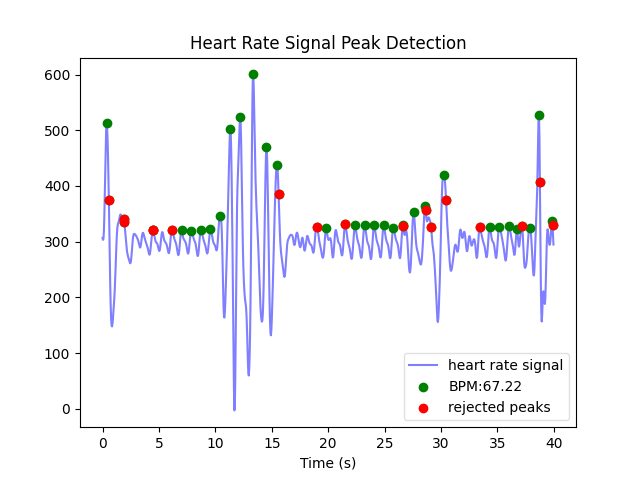 Heart Rate Signal Peak Detection
600
500
400
300
200
100
0
heart rate signal
BPM:67.22
rejected peaks
0 5 10 15 20 25 30 35 40
Time (s)